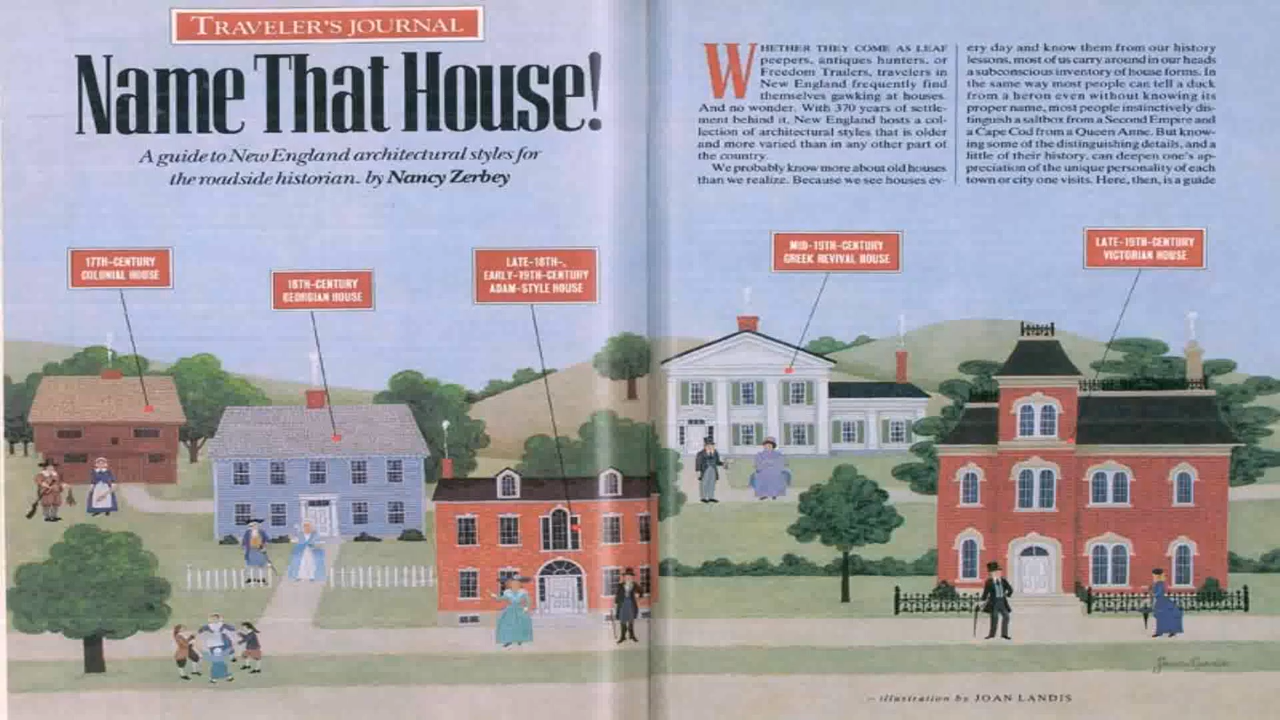 TRAVELER'S JOURNAL
Name That House!
A guide to New England architectural styles for
the roadside historian. by Nancy Zerbey
WHETHER THEY COME AS LEAF
peepers, antiques hunters, or
Freedom Trailers, travelers in
New England frequently find
themselves gawking at houses.
And no wonder. With 370 years of settle-
ment behind it, New England hosts a col-
lection of architectural styles that is older
and more varied than in any other part of
the country.
We probably know more about old houses
than we realize. Because we see houses ev-
ery day and know them from our history
lessons, most of us carry around in our heads
a subconscious inventory of house forms. In
the same way most people can tell a duck
from a heron even without knowing its
proper name, most people instinctively dis-
tinguish a saltbox from a Second Empire and
a Cape Cod from a Queen Anne. But know-
ing some of the distinguishing details, and a
little of their history, can deepen one's ap-
preciation of the unique personality of each
town or city one visits. Here, then, is a guide
17TH-CENTURY
COLONIAL HOUSE
18TH-CENTURY
GEORGIAN HOUSE
LATE-18TH-,
EARLY-19TH-CENTURY
ADAM-STYLE HOUSE
MID-19TH-CENTURY
GREEK REVIVAL HOUSE
LATE-19TH-CENTURY
VICTORIAN HOUSE
– illustration by JOAN LANDIS